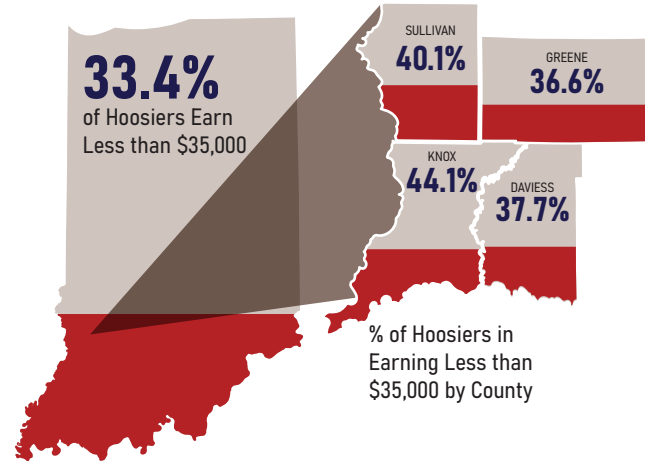 33.4%
of Hoosiers Earn
Less than $35,000
SULLIVAN
40.1%
GREENE
36.6%
KNOX
44.1%
DAVIESS
37.7%
% of Hoosiers in
Earning Less than
$35,000 by County